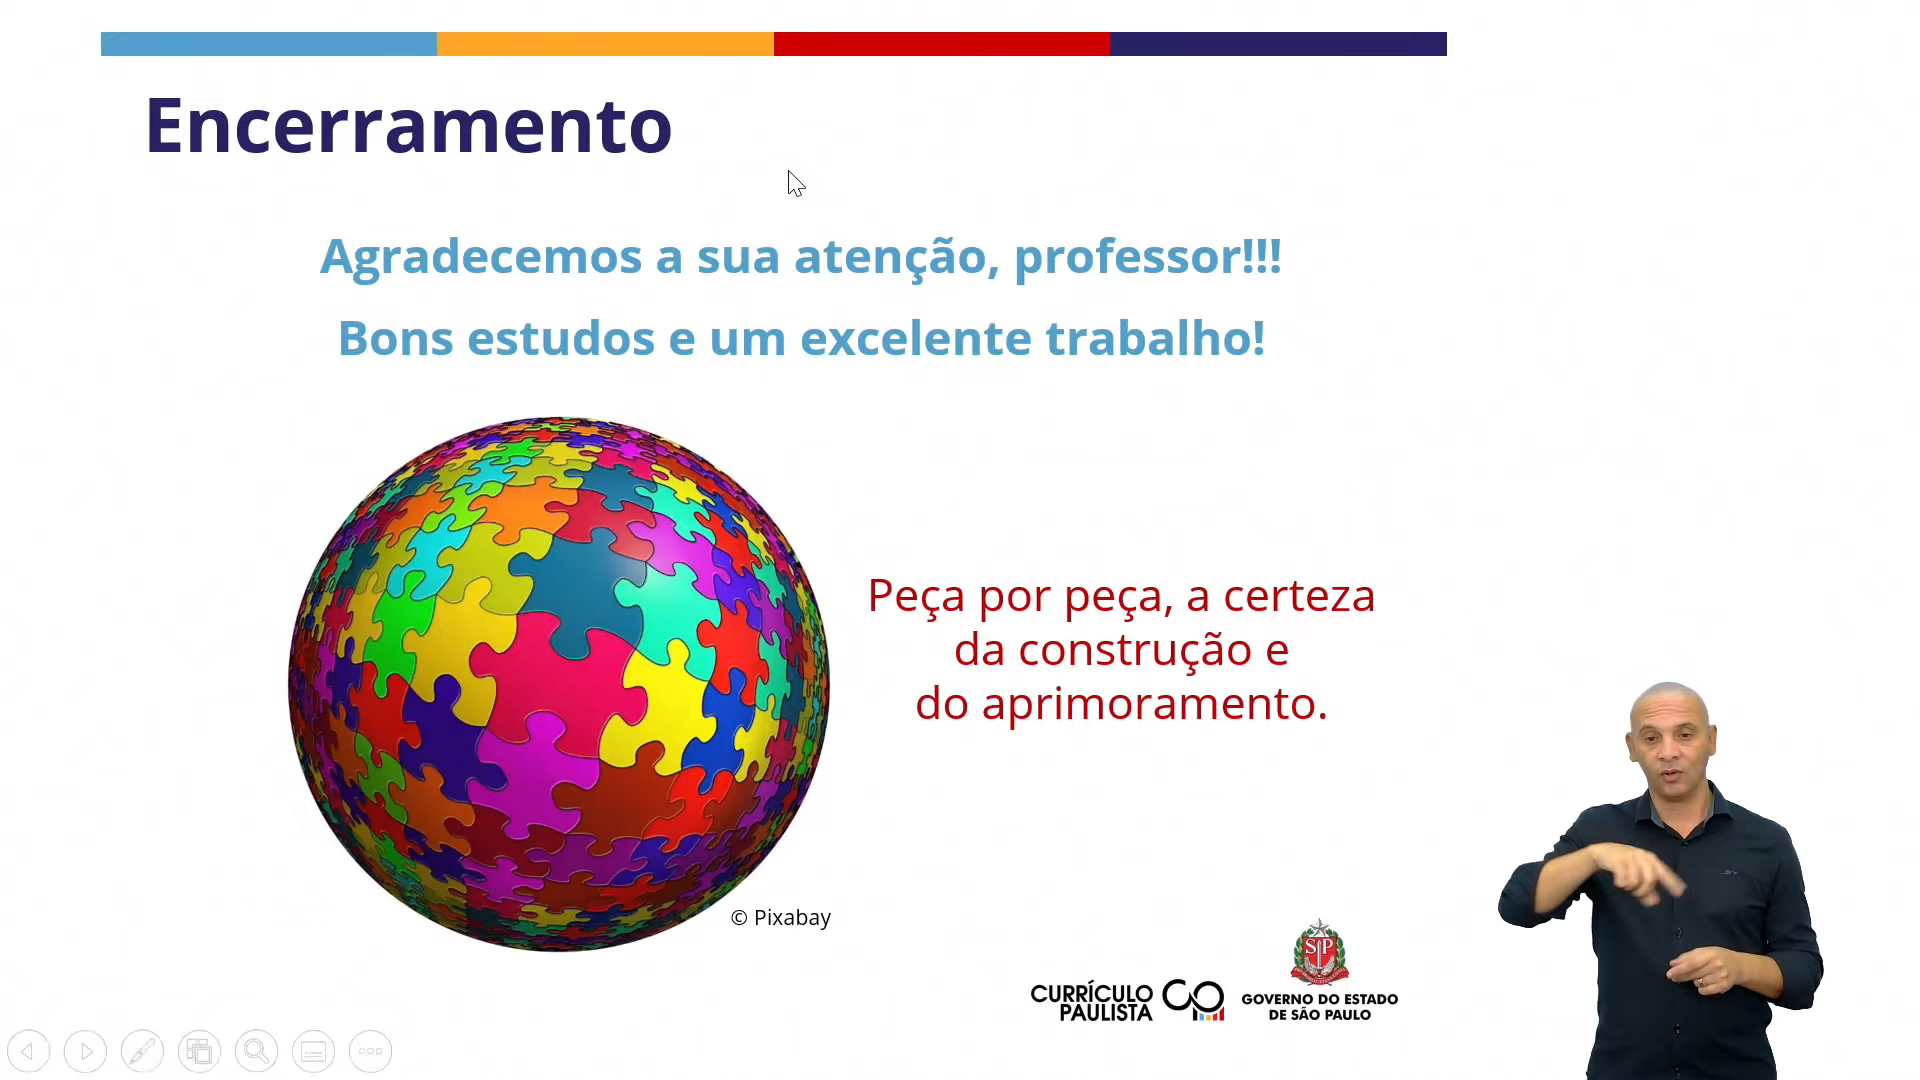 Encerramento
Agradecemos a sua atenção, professor!!!
Bons estudos e um excelente trabalho!
Peça por peça, a certeza
da construção e
do aprimoramento.
© Pixabay
CURRÍCULO
PAULISTA
SP
GOVERNO DO ESTADO
DE SÃO PAULO